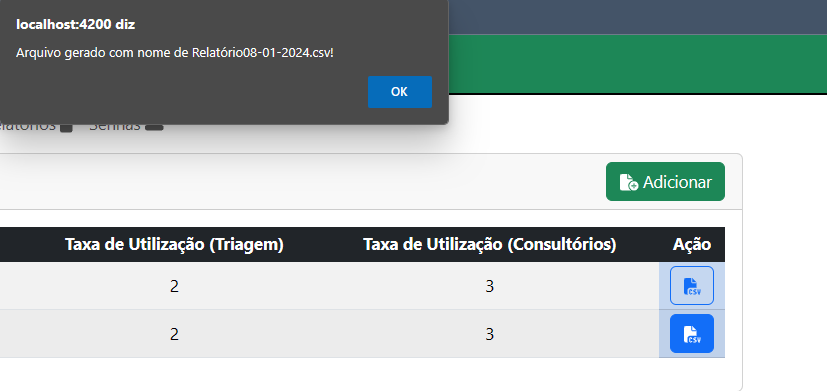 localhost:4200 diz
Arquivo gerado com nome de Relatório08-01-2024.csv!
OK
Senhas
Adicionar
Taxa de Utilização (Triagem) Taxa de Utilização (Consultórios) Ação
2 3 CSV
2 3 CSV